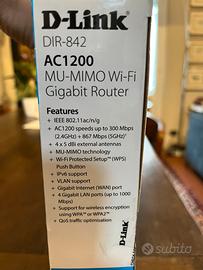 D-Link
DIR-842
AC1200
MU-MIMO Wi-Fi
Gigabit Router
Features
• IEEE 802.11ac/n/g
• AC1200 speeds up to 300 Mbps
(2.4GHz) + 867 Mbps (5GHz)¹
• 4 x 5 dBi external antennas
• MU-MIMO technology
• Wi-Fi Protected Setup™ (WPS)
Push Button
• IPv6 support
• VLAN support
• Gigabit Internet (WAN) port
• 4 Gigabit LAN ports (up to 1000
Mbps)
• Support for wireless encryption
using WPA™ or WPA2™
• QoS traffic optimisation
D-Link
subito